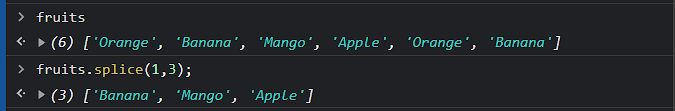 fruits
(6) ['Orange', 'Banana', 'Mango', 'Apple', 'Orange', 'Banana']
fruits.splice(1,3);
(3) ['Banana', 'Mango', 'Apple']